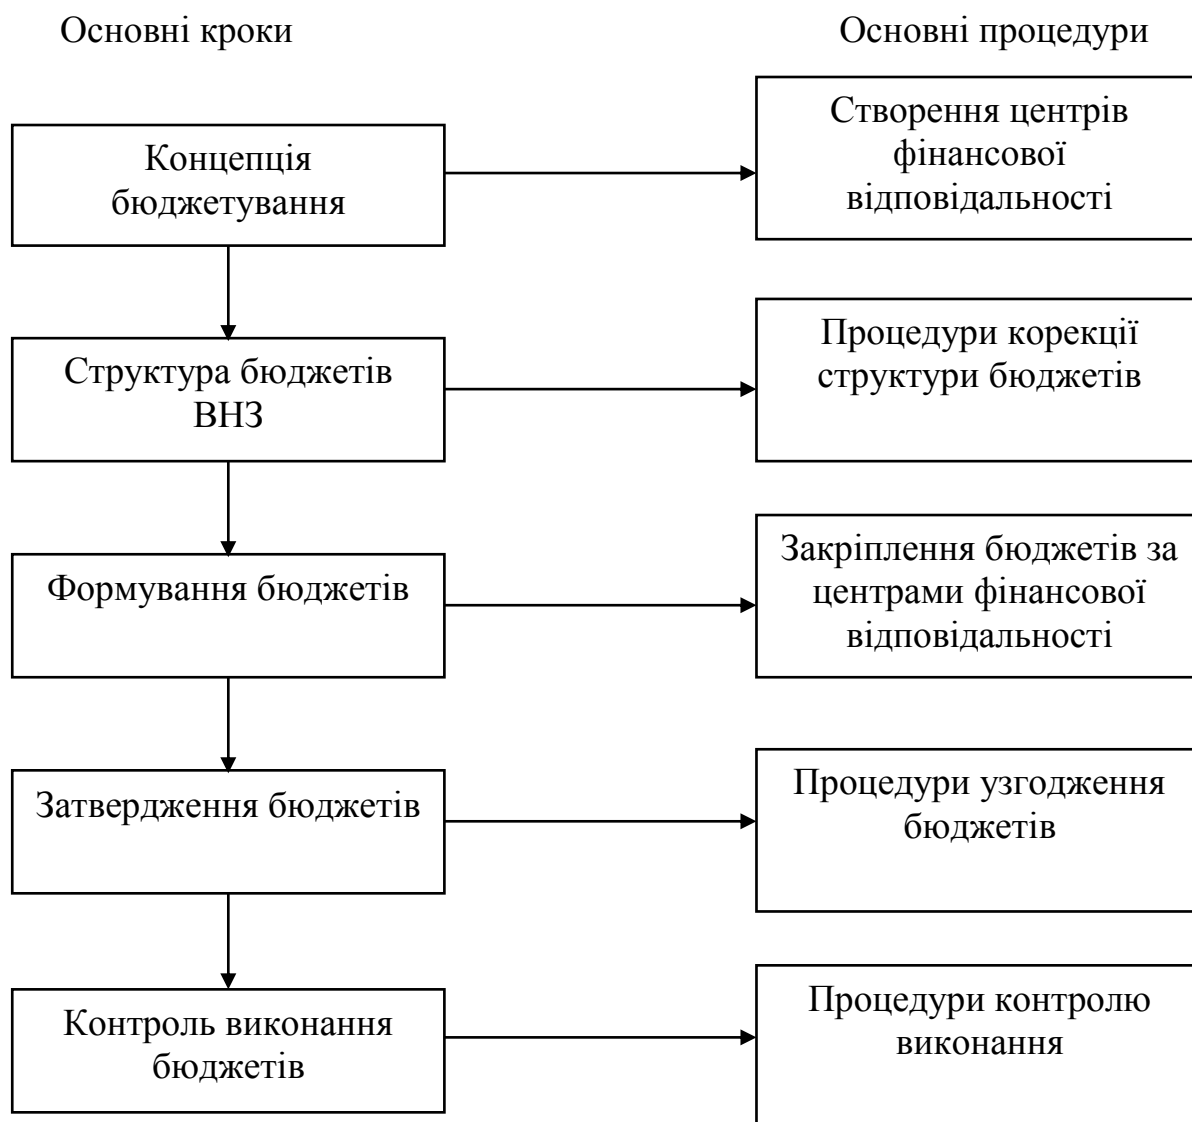 Основні кроки
Основні процедури
Концепція
бюджетування
Створення центрів
фінансової
відповідальності
Структура бюджетів
ВНЗ
Процедури корекції
структури бюджетів
Формування бюджетів
Закріплення бюджетів за
центрами фінансової
відповідальності
Затвердження бюджетів
Процедури узгодження
бюджетів
Контроль виконання
бюджетів
Процедури контролю
виконання